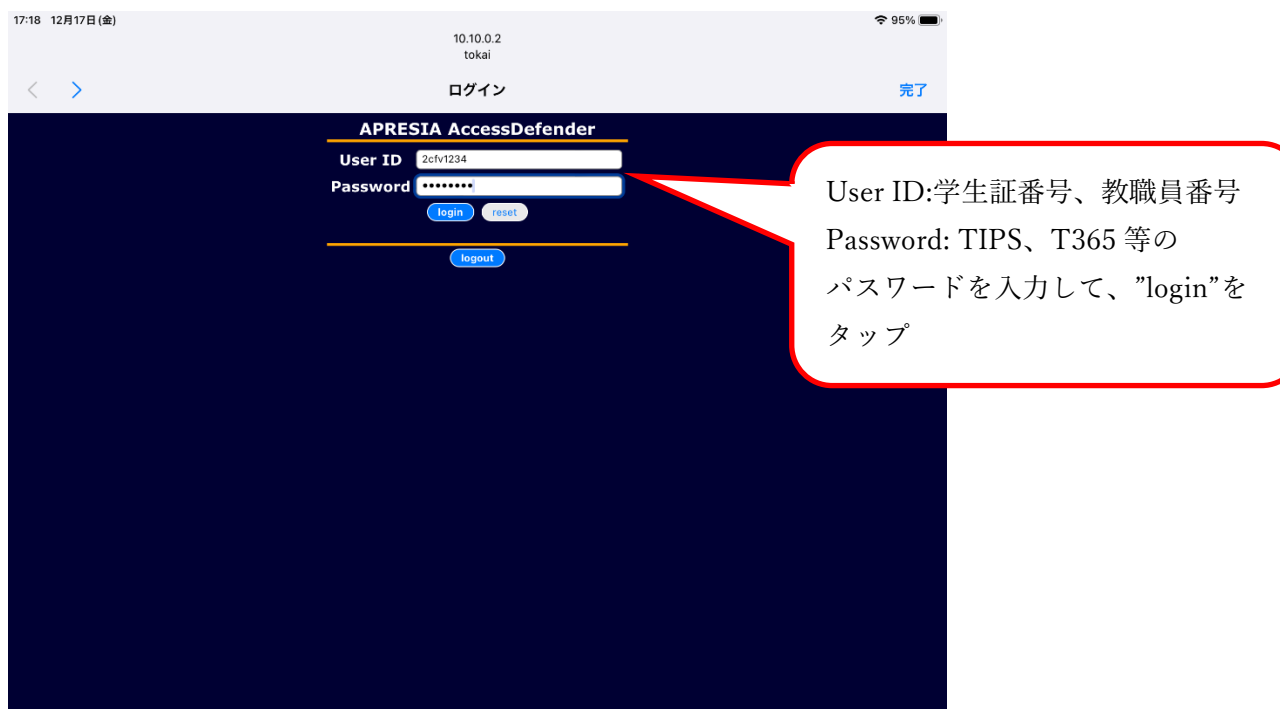 17:18 12月17日(金)
95%
10.10.0.2
tokai
ログイン
完了
APRESIA AccessDefender
User ID 2cfv1234
Password ••••••••
login reset
logout
User ID:学生証番号、教職員番号
Password: TIPS、T365 等の
パスワードを入力して、”login”を
タップ